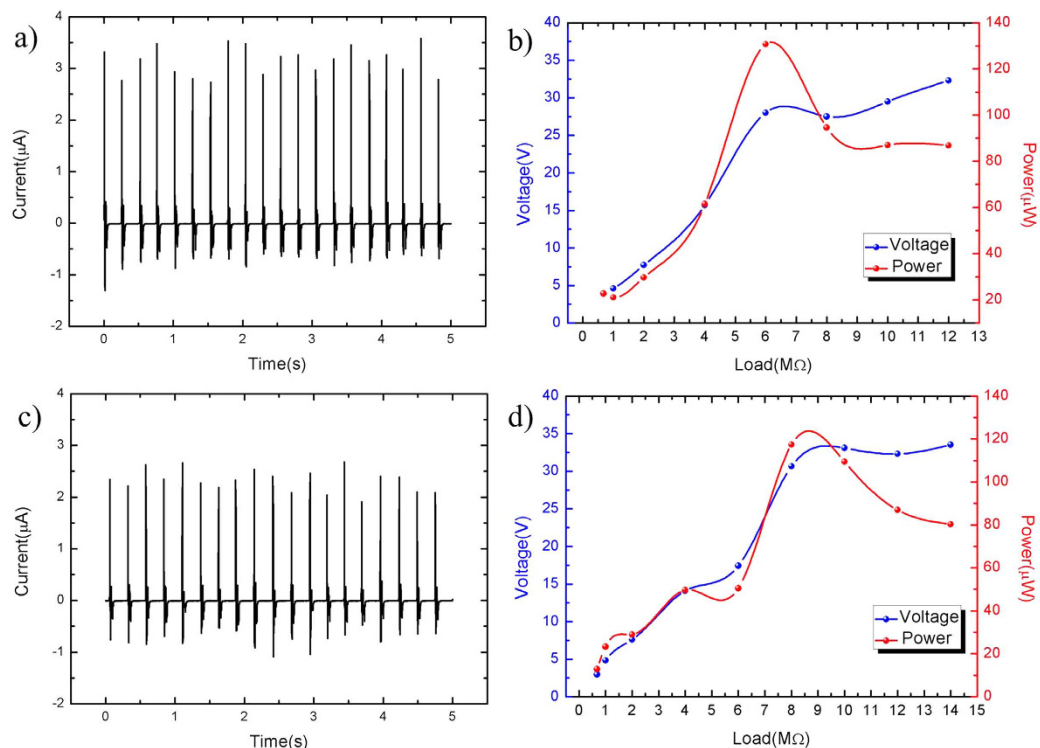 a)
4
3
2
1
0
-1
-2
Current(μA)
0 1 2 3 4 5
Time(s)
b)
40
35
30
25
20
15
10
5
0
Voltage(V)
140
120
100
80
60
40
20
Power(μW)
Voltage
Power
0 1 2 3 4 5 6 7 8 9 10 11 12 13
Load(MΩ)
c)
4
3
2
1
0
-1
-2
Current(μA)
0 1 2 3 4 5
Time(s)
d)
40
35
30
25
20
15
10
5
0
Voltage(V)
140
120
100
80
60
40
20
0
Power(μW)
Voltage
Power
0 1 2 3 4 5 6 7 8 9 10 11 12 13 14 15
Load(MΩ)